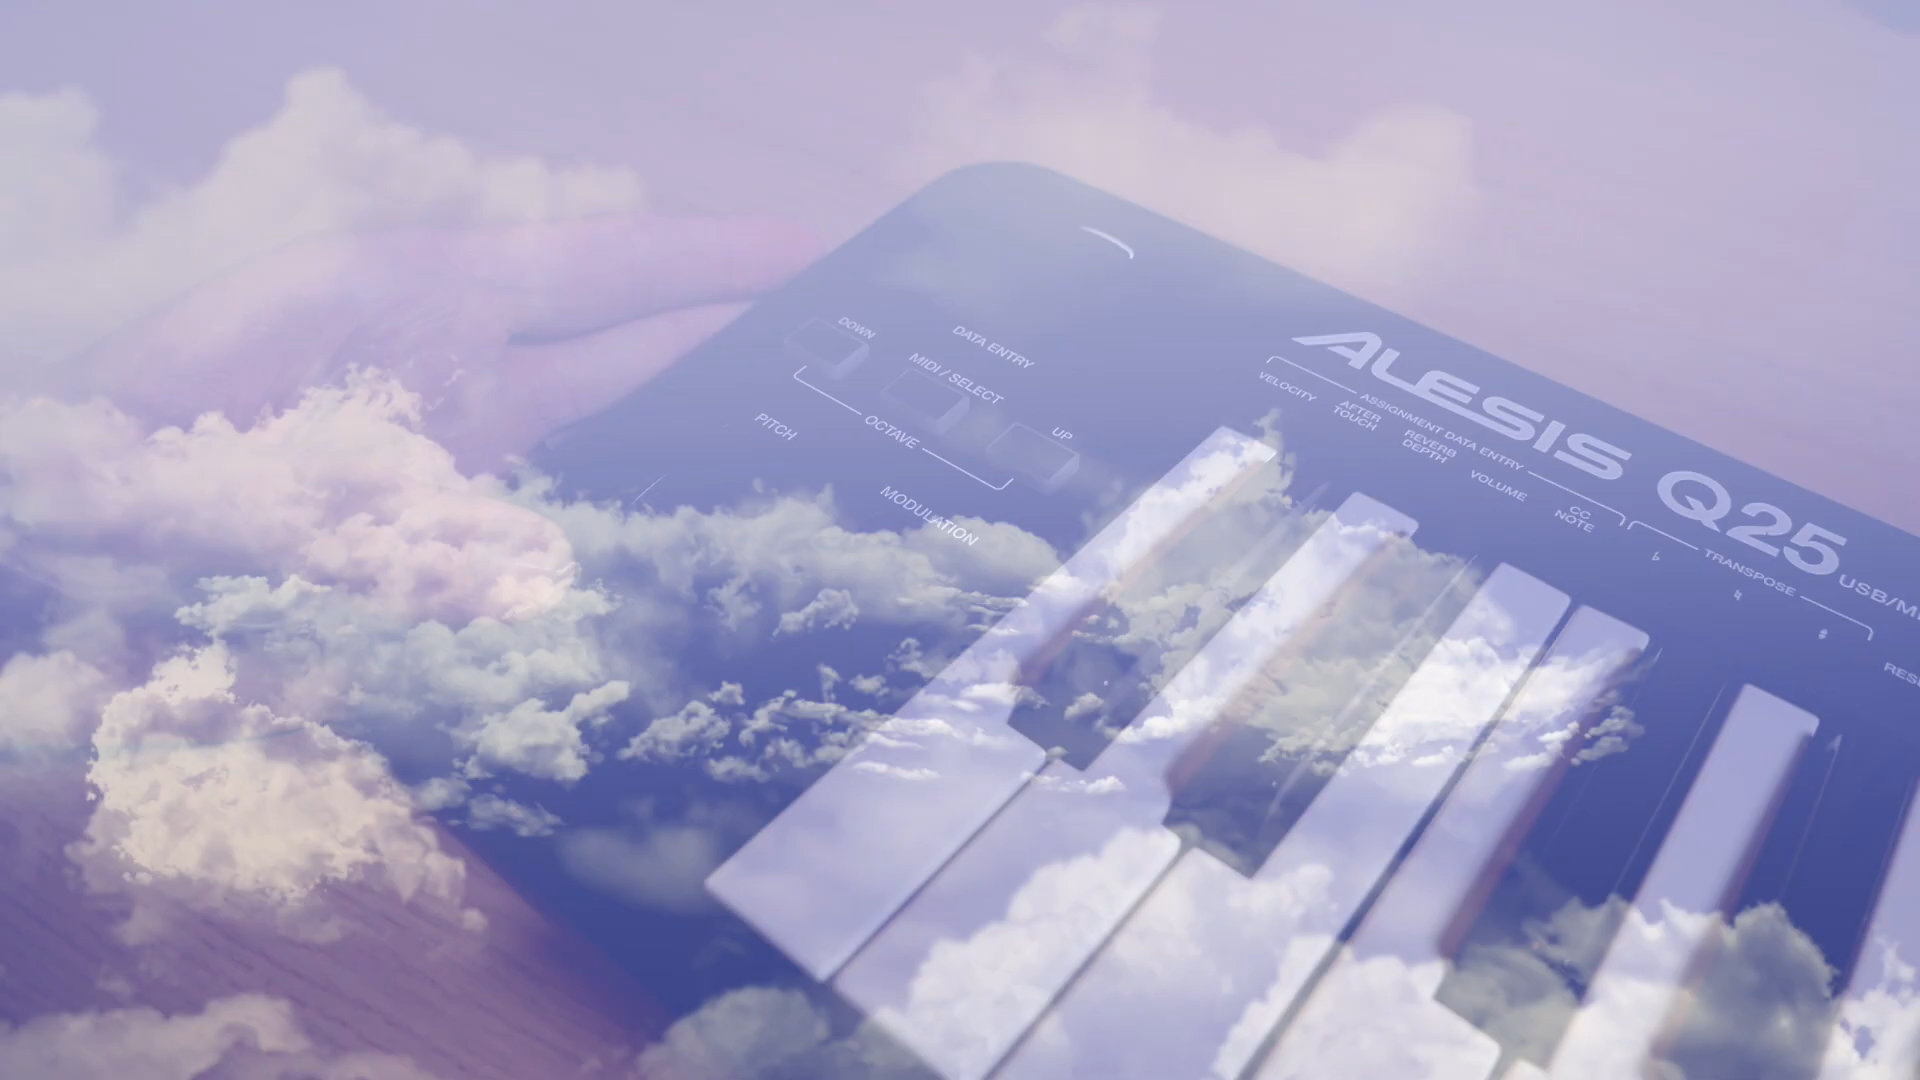 DOWN
DATA ENTRY
MIDI / SELECT
UP
OCTAVE
PITCH
MODULATION
ALESIS Q25
USB/M
ASSIGNMENT DATA ENTRY
VELOCITY
AFTER
TOUCH
REVERB
DEPTH
VOLUME
CC
NOTE
TRANSPOSE
♭
♮
RES